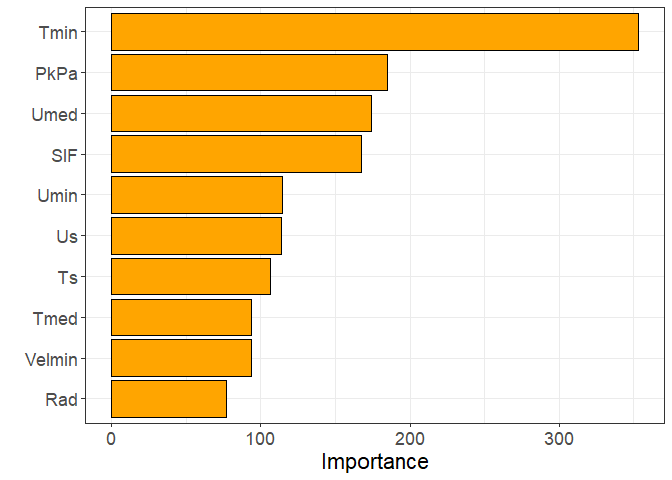 Tmin
PkPa
Umed
SIF
Umin
Us
Ts
Tmed
Velmin
Rad
0 100 200 300
Importance